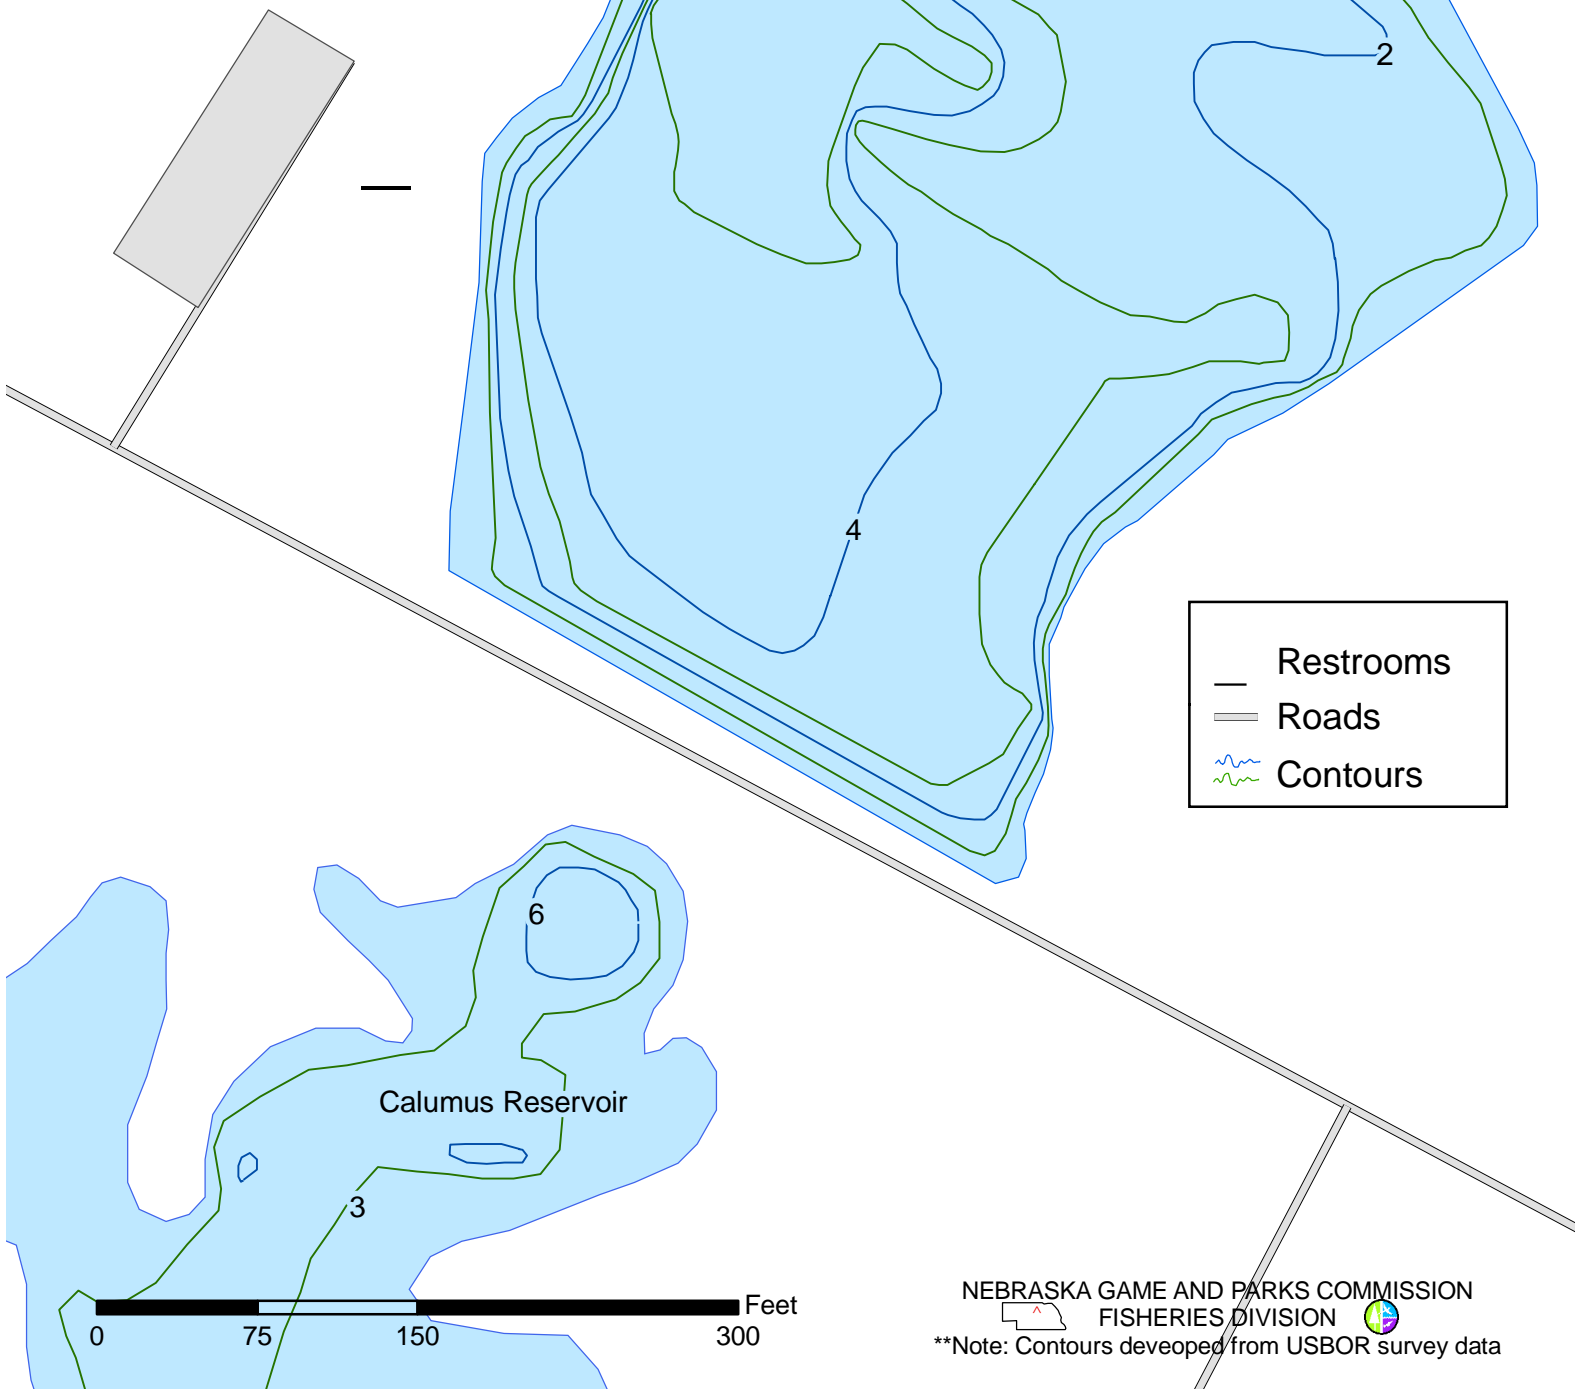 2
4
Restrooms
Roads
Contours
6
Calumus Reservoir
3
Feet
0 75 150 300
NEBRASKA GAME AND PARKS COMMISSION
FISHERIES DIVISION
**Note: Contours deveoped from USBOR survey data